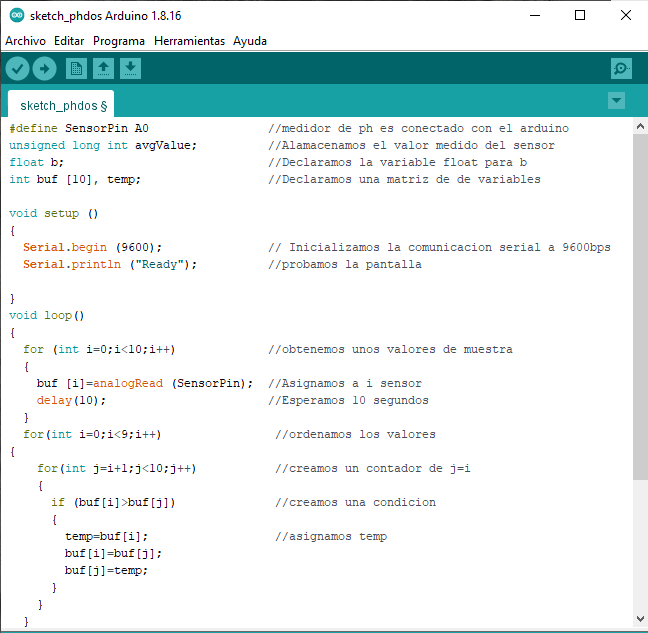 sketch_phdos Arduino 1.8.16
Archivo Editar Programa Herramientas Ayuda
sketch_phdos §
#define SensorPin A0 //medidor de ph es conectado con el arduino
unsigned long int avgValue; //Alamacenamos el valor medido del sensor
float b; //Declaramos la variable float para b
int buf [10], temp; //Declaramos una matriz de de variables
void setup ()
{
Serial.begin (9600); // Inicializamos la comunicacion serial a 9600bps
Serial.println ("Ready"); //probamos la pantalla
}
void loop()
{
for (int i=0;i<10;i++) //obtenemos unos valores de muestra
{
buf [i]=analogRead (SensorPin); //Asignamos a i sensor
delay(10); //Esperamos 10 segundos
}
for(int i=0;i<9;i++) //ordenamos los valores
{
for(int j=i+1;j<10;j++) //creamos un contador de j=i
{
if (buf[i]>buf[j]) //creamos una condicion
{
temp=buf[i]; //asignamos temp
buf[i]=buf[j];
buf[j]=temp;
}
}
}